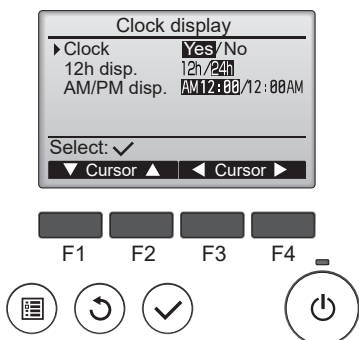 Clock display
▶Clock Yes/No
12h disp. 12h/24h
AM/PM disp. AM12:00/12:00AM
Select: ✓
▼ Cursor ▲ ◀ Cursor ▶
F1 F2 F3 F4